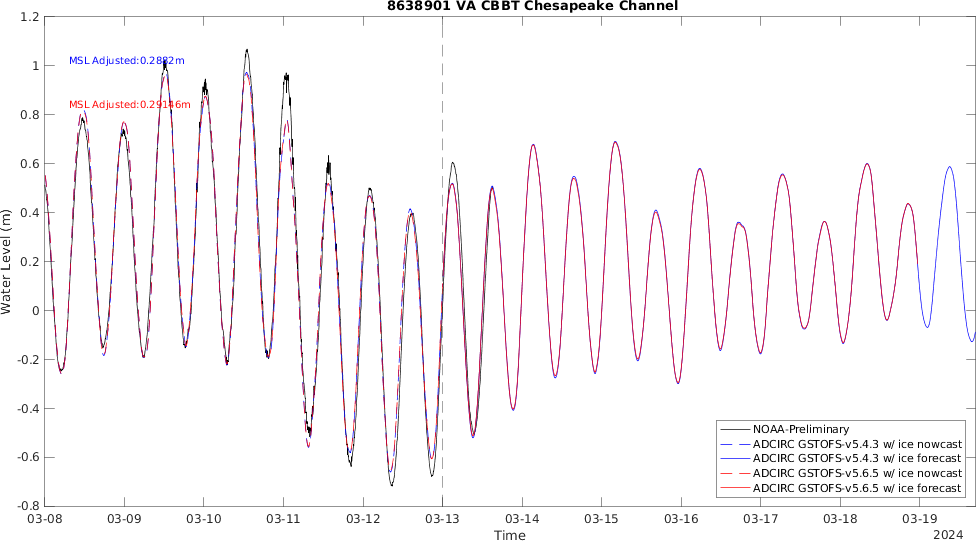 8638901 VA CBBT Chesapeake Channel
1.2
1
0.8
0.6
0.4
0.2
0
-0.2
-0.4
-0.6
-0.8
Water Level (m)
MSL Adjusted:0.2882m
MSL Adjusted:0.29146m
NOAA-Preliminary
ADCIRC GSTOFS-v5.4.3 w/ ice nowcast
ADCIRC GSTOFS-v5.4.3 w/ ice forecast
ADCIRC GSTOFS-v5.6.5 w/ ice nowcast
ADCIRC GSTOFS-v5.6.5 w/ ice forecast
03-08 03-09 03-10 03-11 03-12 03-13 03-14 03-15 03-16 03-17 03-18 03-19
Time
2024